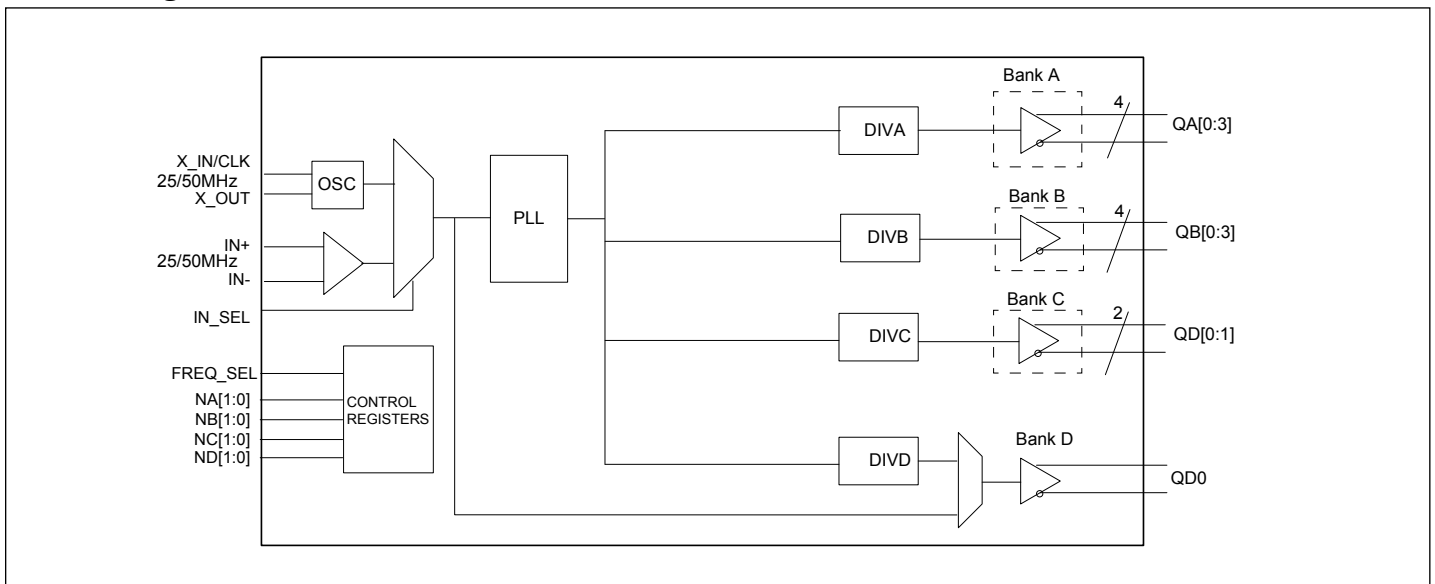 Bank A
4
DIVA
QA[0:3]
X_IN/CLK
25/50MHz
X_OUT
OSC
Bank B
4
PLL
DIVB
QB[0:3]
IN+
25/50MHz
IN-
IN_SEL
Bank C
2
DIVC
QD[0:1]
FREQ_SEL
NA[1:0]
NB[1:0]
NC[1:0]
ND[1:0]
CONTROL
REGISTERS
Bank D
DIVD
QD0